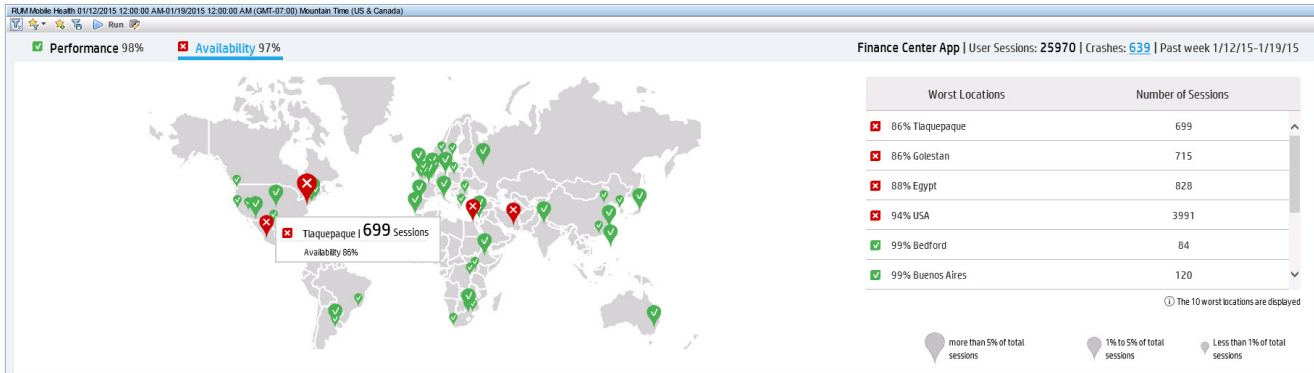 RUM Mobile Health 01/12/2015 12:00:00 AM-01/19/2015 12:00:00 AM (GMT-07:00) Mountain Time (US & Canada)
Run
Performance 98% Availability 97% Finance Center App | User Sessions: 25970 | Crashes: 639 | Past week 1/12/15-1/19/15
Worst Locations Number of Sessions
86% Tlaquepaque 699
86% Golestan 715
88% Egypt 828
94% USA 3991
99% Bedford 84
99% Buenos Aires 120
The 10 worst locations are displayed
Tlaquepaque | 699 Sessions
Availability 86%
more than 5% of total
sessions
1% to 5% of total
sessions
Less than 1% of total
sessions